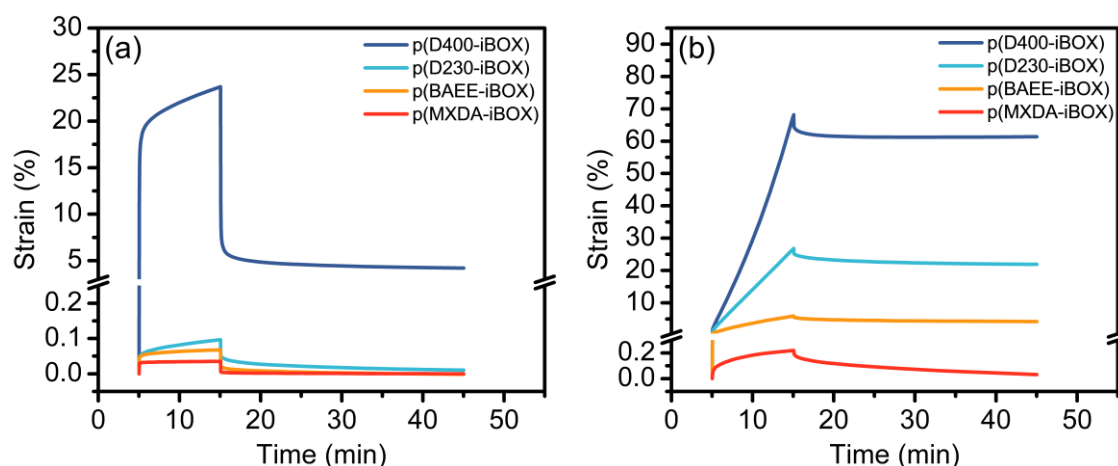 (a)
p(D400-iBOX)
p(D230-iBOX)
p(BAEE-iBOX)
p(MXDA-iBOX)
Strain (%)
30
25
20
15
10
5
0.2
0.1
0.0
0 10 20 30 40 50
Time (min)
(b)
p(D400-iBOX)
p(D230-iBOX)
p(BAEE-iBOX)
p(MXDA-iBOX)
Strain (%)
90
80
70
60
50
40
30
20
10
0.2
0.0
0 10 20 30 40 50
Time (min)